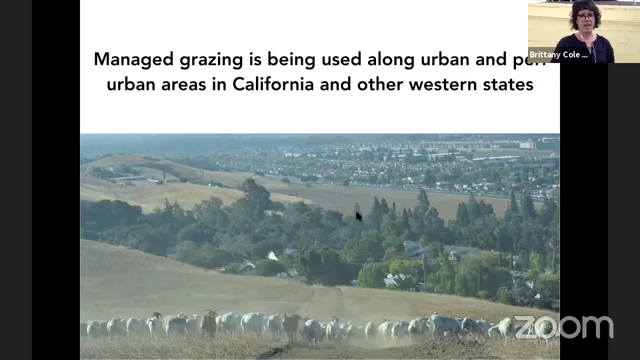 Managed grazing is being used along urban and peri
urban areas in California and other western states
Brittany Cole ...
zoom